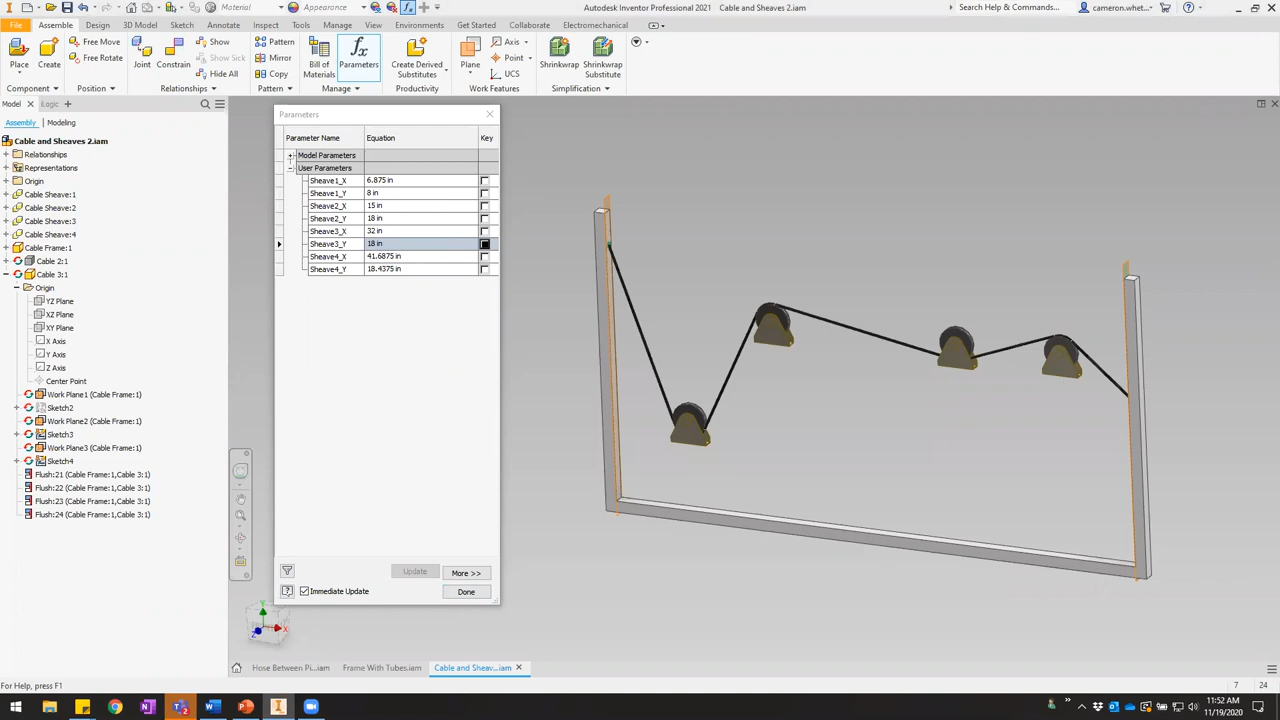 Material
Appearance
Autodesk Inventor Professional 2021 Cable and Sheaves 2.iam
Search Help & Commands...
cameron.whet...
File Assemble Design 3D Model Sketch Annotate Inspect Tools Manage View Environments Get Started Collaborate Electromechanical
Place
Create
Free Move
Free Rotate
Component
Position
Joint
Constrain
Show
Show Sick
Hide All
Relationships
Pattern
Mirror
Copy
Pattern
Bill of Materials
Parameters
Manage
Create Derived Substitutes
Productivity
Plane
Axis
Point
UCS
Work Features
Shrinkwrap
Shrinkwrap Substitute
Simplification
Model
iLogic
Assembly
Modeling
Cable and Sheaves 2.iam
Relationships
Representations
Origin
Cable Sheave:1
Cable Sheave:2
Cable Sheave:3
Cable Sheave:4
Cable Frame:1
Cable 2:1
Cable 3:1
Origin
YZ Plane
XZ Plane
XY Plane
X Axis
Y Axis
Z Axis
Center Point
Work Plane1 (Cable Frame:1)
Sketch2
Work Plane2 (Cable Frame:1)
Sketch3
Work Plane3 (Cable Frame:1)
Sketch4
Flush:21 (Cable Frame:1,Cable 3:1)
Flush:22 (Cable Frame:1,Cable 3:1)
Flush:23 (Cable Frame:1,Cable 3:1)
Flush:24 (Cable Frame:1,Cable 3:1)
Parameters
Parameter Name Equation Key
Model Parameters
User Parameters
Sheave1_X 6.875 in
Sheave1_Y 8 in
Sheave2_X 15 in
Sheave2_Y 18 in
Sheave3_X 32 in
Sheave3_Y 18 in
Sheave4_X 41.6875 in
Sheave4_Y 18.4375 in
Update
More >>
Immediate Update
Done
Hose Between Pi...iam
Frame With Tubes.iam
Cable and Sheav...iam
For Help, press F1
7 24
11:52 AM
11/19/2020